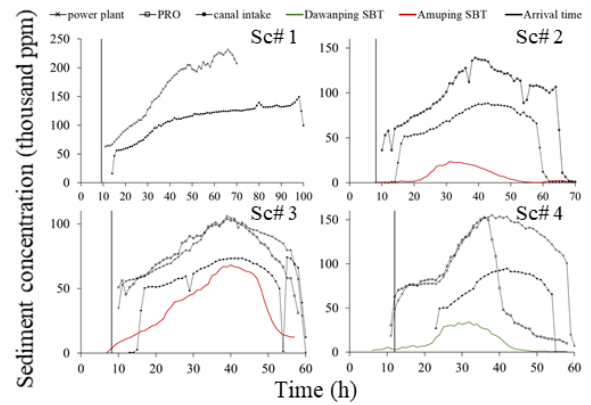 power plant PRO canal intake Dawanping SBT Amuping SBT Arrival time
Sediment concentration (thousand ppm)
Sc# 1
250
200
150
100
50
0
0 10 20 30 40 50 60 70 80 90 100
Sc# 2
150
100
50
0
0 10 20 30 40 50 60 70
Sc# 3
100
50
0
0 10 20 30 40 50 60
Sc# 4
150
100
50
0
0 10 20 30 40 50 60
Time (h)